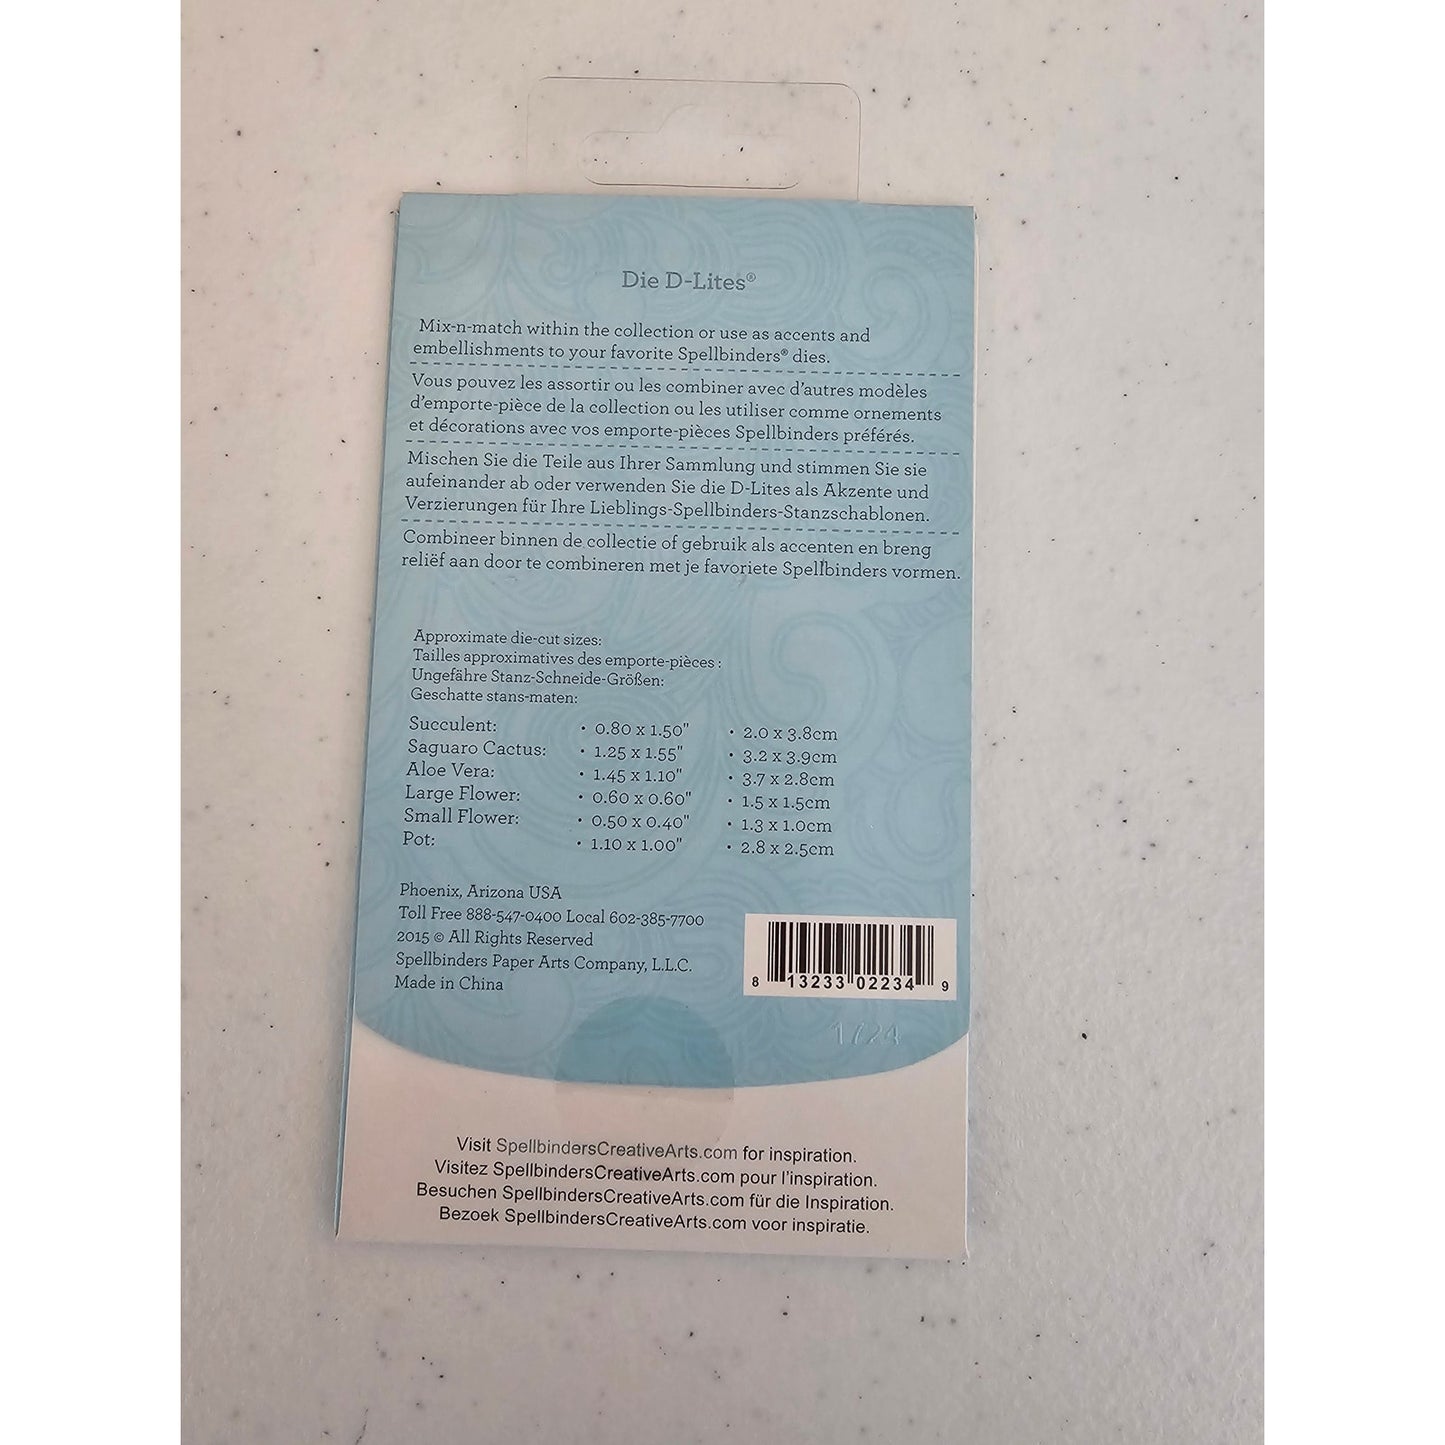 Die D-Lites®
Mix-n-match within the collection or use as accents and
embellishments to your favorite Spellbinders® dies.
Vous pouvez les assortir ou les combiner avec d'autres modèles
d'emporte-pièce de la collection ou les utiliser comme ornements
et décorations avec vos emporte-pièces Spellbinders préférés.
Mischen Sie die Teile aus Ihrer Sammlung und stimmen Sie sie
aufeinander ab oder verwenden Sie die D-Lites als Akzente und
Verzierungen für Ihre Lieblings-Spellbinders-Stanzschablonen.
Combineer binnen de collectie of gebruik als accenten en breng
reliëf aan door te combineren met je favoriete Spellbinders vormen.
Approximate die-cut sizes:
Tailles approximatives des emporte-pièces :
Ungefähre Stanz-Schneide-Größen:
Geschatte stans-maten:
Succulent: • 0.80 x 1.50" • 2.0 x 3.8cm
Saguaro Cactus: • 1.25 x 1.55" • 3.2 x 3.9cm
Aloe Vera: • 1.45 x 1.10" • 3.7 x 2.8cm
Large Flower: • 0.60 x 0.60" • 1.5 x 1.5cm
Small Flower: • 0.50 x 0.40" • 1.3 x 1.0cm
Pot: • 1.10 x 1.00" • 2.8 x 2.5cm
Phoenix, Arizona USA
Toll Free 888-547-0400 Local 602-385-7700
2015 © All Rights Reserved
Spellbinders Paper Arts Company, L.L.C.
Made in China
8 13233 02234 9
1/24
Visit SpellbindersCreativeArts.com for inspiration.
Visitez SpellbindersCreativeArts.com pour l'inspiration.
Besuchen SpellbindersCreativeArts.com für die Inspiration.
Bezoek SpellbindersCreativeArts.com voor inspiratie.